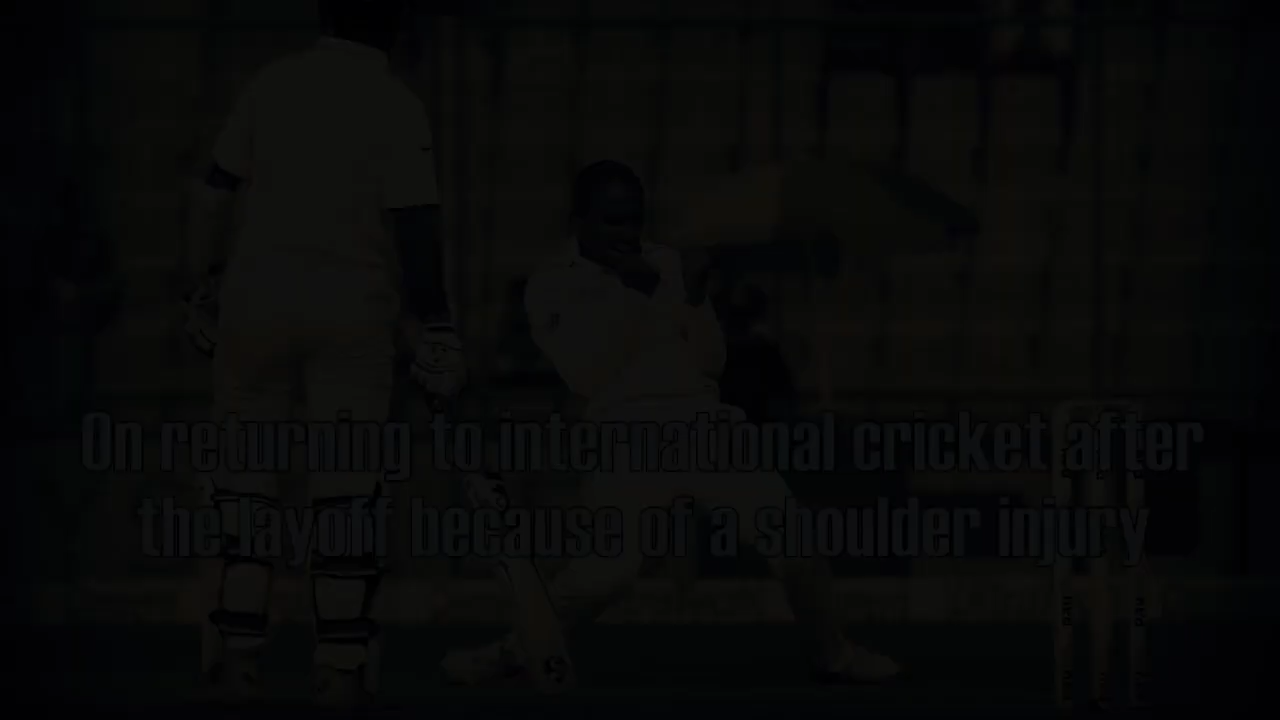 On returning to international cricket after
the layoff because of a shoulder injury